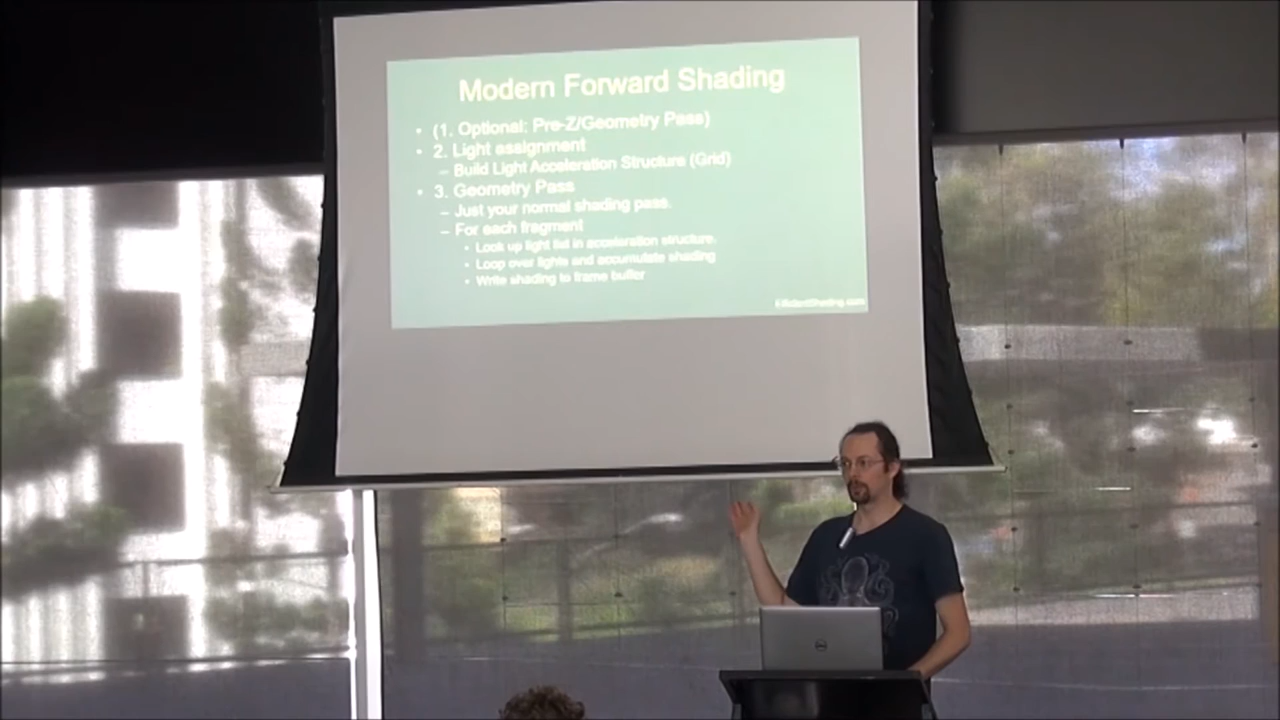 Modern Forward Shading
• (1. Optional: Pre-Z/Geometry Pass)
• 2. Light assignment
– Build Light Acceleration Structure (Grid)
• 3. Geometry Pass
– Just your normal shading pass.
– For each fragment
• Look up light list in acceleration structure.
• Loop over lights and accumulate shading
• Write shading to frame buffer
DELL